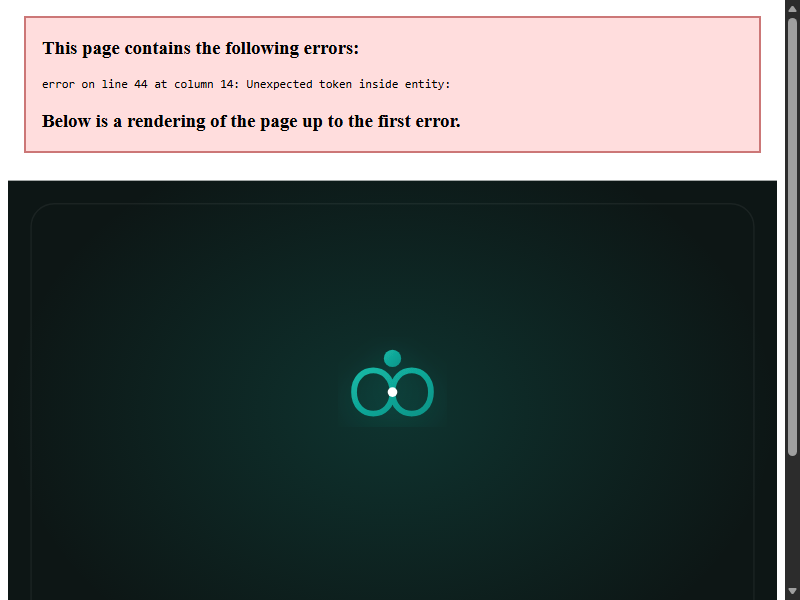 This page contains the following errors:
error on line 44 at column 14: Unexpected token inside entity:
Below is a rendering of the page up to the first error.